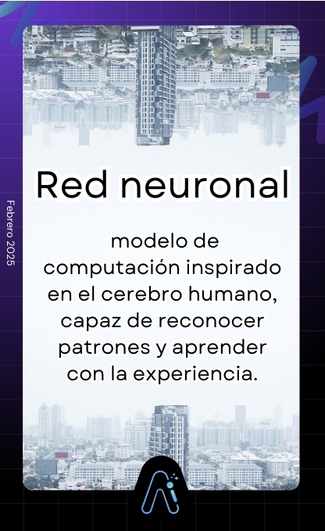 Red neuronal
modelo de
computación inspirado
en el cerebro humano,
capaz de reconocer
patrones y aprender
con la experiencia.
Febrero 2025